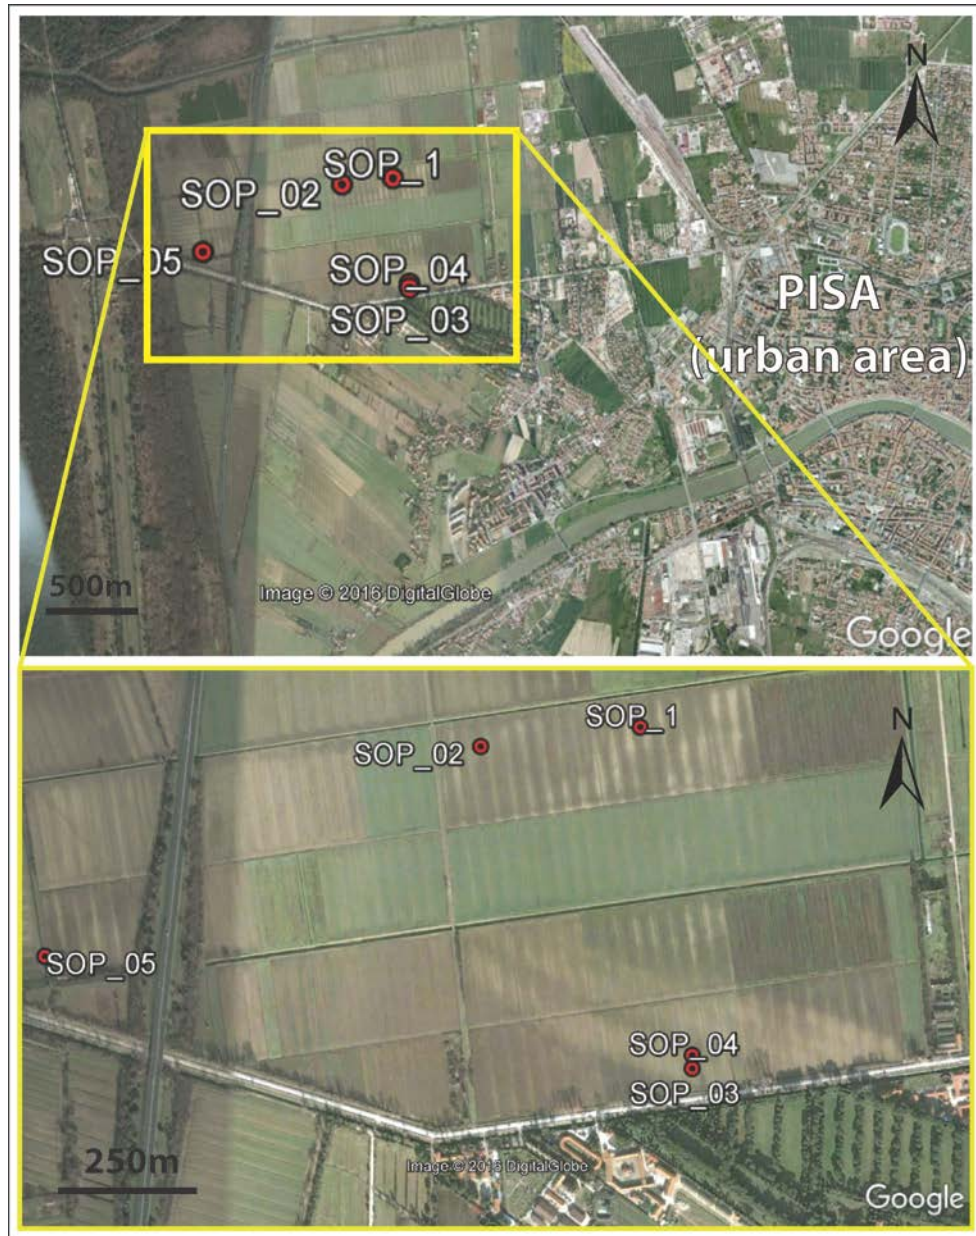 N
SOP_1
SOP_02
SOP_05
SOP_04
SOP_03
PISA
(urban area)
500m
Image © 2016 DigitalGlobe
Google
SOP_1
N
SOP_02
SOP_05
SOP_04
SOP_03
250m
Image © 2016 DigitalGlobe
Google